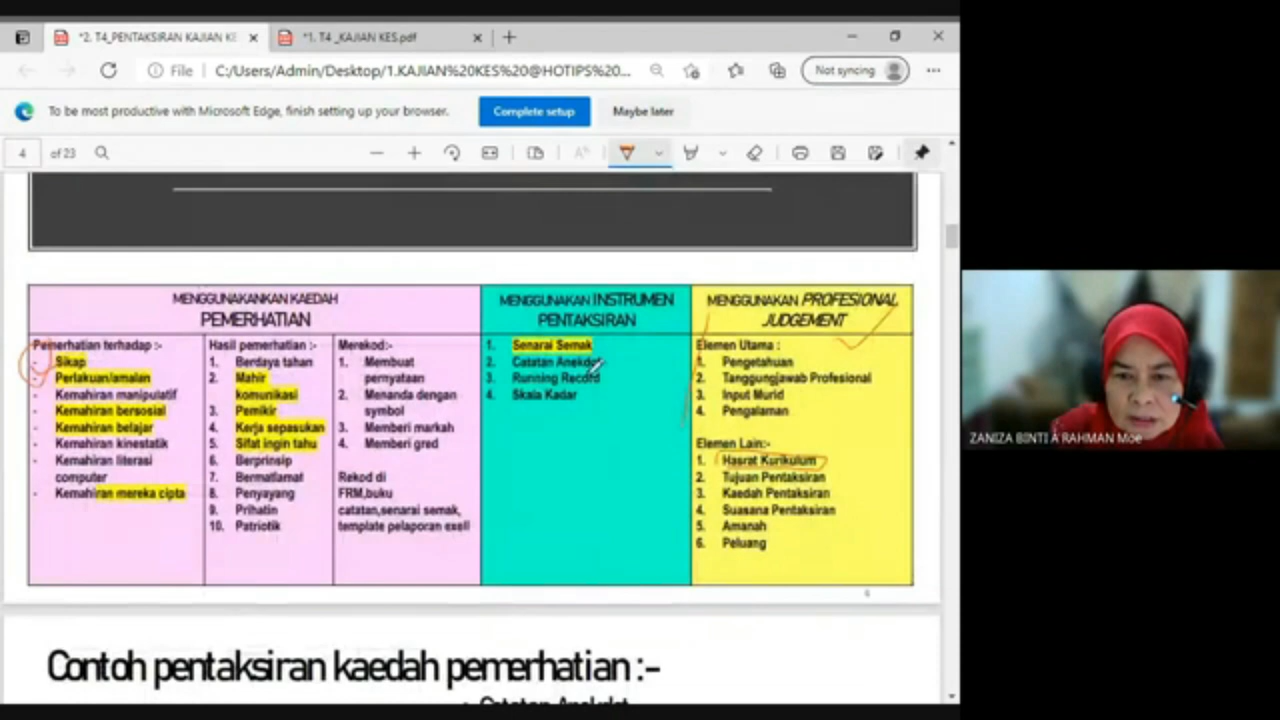 *2. T4_PENTAKSIRAN KAJIAN KE
*1. T4 _KAJIAN KES.pdf
File
C:/Users/Admin/Desktop/1.KAJIAN%20KES%20@HOTIPS%20...
Not syncing
To be most productive with Microsoft Edge, finish setting up your browser.
Complete setup
Maybe later
4 of 23
MENGGUNAKANKAN KAEDAH
PEMERHATIAN
MENGGUNAKAN INSTRUMEN
PENTAKSIRAN
MENGGUNAKAN PROFESIONAL
JUDGEMENT
Pemerhatian terhadap :-
- Sikap
- Perlakuan/amalan
- Kemahiran manipulatif
- Kemahiran bersosial
- Kemahiran belajar
- Kemahiran kinestatik
- Kemahiran literasi
computer
- Kemahiran mereka cipta
Hasil pemerhatian :-
1. Berdaya tahan
2. Mahir
komunikasi
3. Pemikir
4. Kerja sepasukan
5. Sifat ingin tahu
6. Berprinsip
7. Bermatlamat
8. Penyayang
9. Prihatin
10. Patriotik
Merekod:-
1. Membuat
pernyataan
2. Menanda dengan
symbol
3. Memberi markah
4. Memberi gred
Rekod di
FRM,buku
catatan,senarai semak,
template pelaporan exell
1. Senarai Semak
2. Catatan Anekdot
3. Running Record
4. Skala Kadar
Elemen Utama :
1. Pengetahuan
2. Tanggungjawab Profesional
3. Input Murid
4. Pengalaman
Elemen Lain:-
1. Hasrat Kurikulum
2. Tujuan Pentaksiran
3. Kaedah Pentaksiran
4. Suasana Pentaksiran
5. Amanah
6. Peluang
Contoh pentaksiran kaedah pemerhatian :-
ZANIZA BINTI A RAHMAN Moe